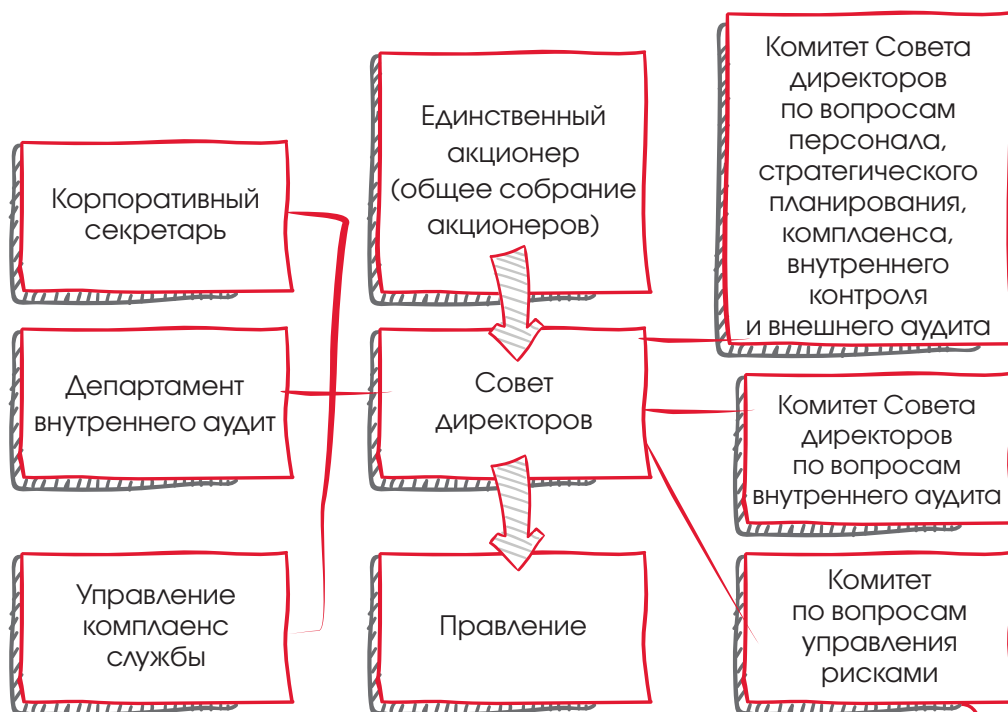 Корпоративный
секретарь
Департамент
внутреннего аудит
Управление
комплаенс
службы
Единственный
акционер
(общее собрание
акционеров)
Совет
директоров
Правление
Комитет Совета
директоров
по вопросам
персонала,
стратегического
планирования,
комплаенса,
внутреннего
контроля
и внешнего аудита
Комитет Совета
директоров
по вопросам
внутреннего аудита
Комитет
по вопросам
управления
рисками